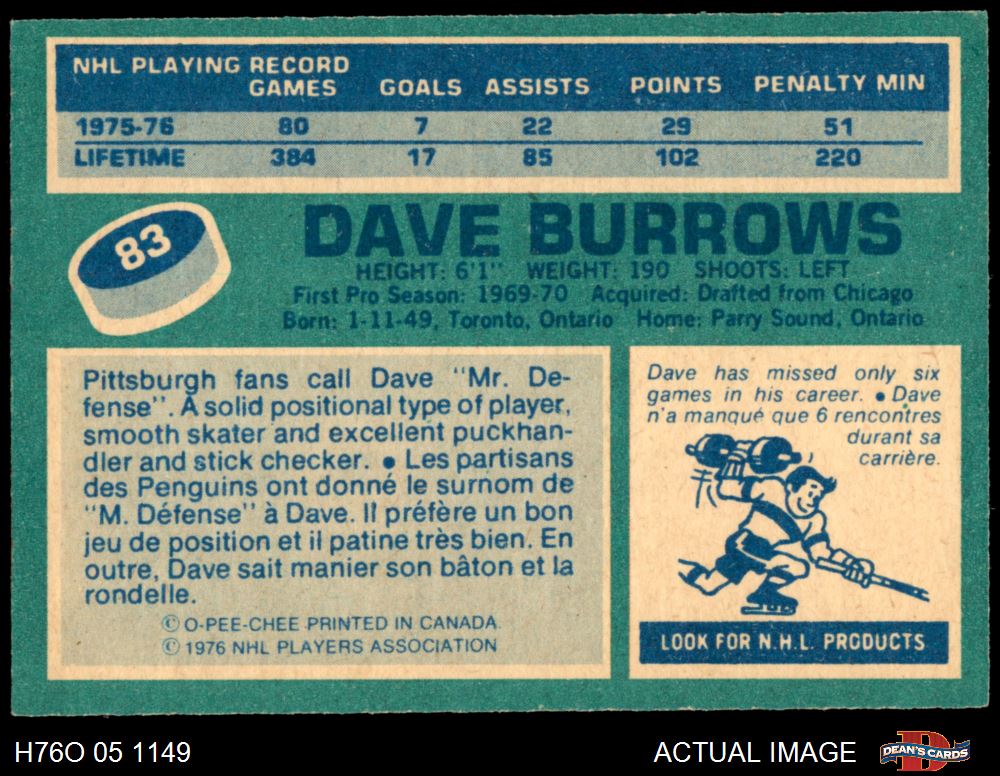 NHL PLAYING RECORD
GAMES GOALS ASSISTS POINTS PENALTY MIN
1975-76 80 7 22 29 51
LIFETIME 384 17 85 102 220
83
DAVE BURROWS
HEIGHT: 6'1" WEIGHT: 190 SHOOTS: LEFT
First Pro Season: 1969-70 Acquired: Drafted from Chicago
Born: 1-11-49, Toronto, Ontario Home: Parry Sound, Ontario
Pittsburgh fans call Dave "Mr. De-
fense". A solid positional type of player,
smooth skater and excellent puckhan-
dler and stick checker. ● Les partisans
des Penguins ont donné le surnom de
"M. Défense" à Dave. Il préfère un bon
jeu de position et il patine très bien. En
outre, Dave sait manier son bâton et la
rondelle.
© O-PEE-CHEE PRINTED IN CANADA.
© 1976 NHL PLAYERS ASSOCIATION
Dave has missed only six
games in his career. ● Dave
n'a manqué que 6 rencontres
durant sa
carrière.
LOOK FOR N.H.L. PRODUCTS
H76O 05 1149
ACTUAL IMAGE
D
DEAN'S CARDS